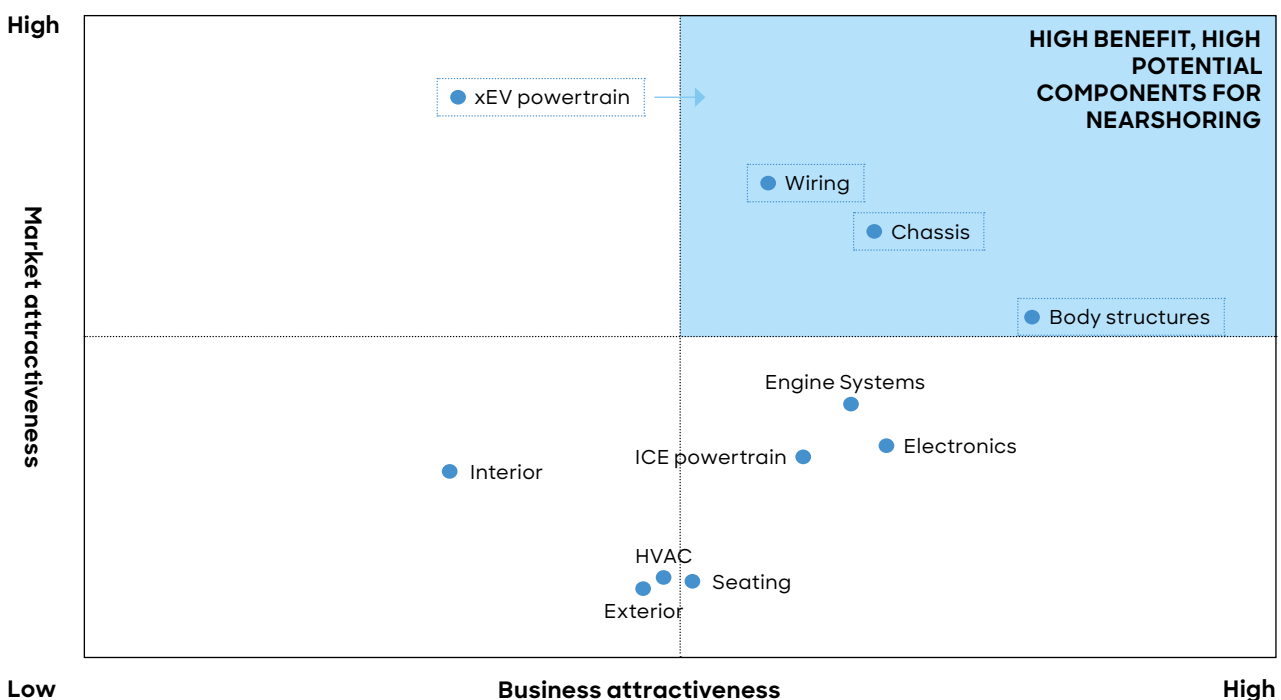 High
HIGH BENEFIT, HIGH
POTENTIAL
COMPONENTS FOR
NEARSHORING
xEV powertrain
Wiring
Chassis
Body structures
Market attractiveness
Engine Systems
Electronics
ICE powertrain
Interior
HVAC
Seating
Exterior
Low
Business attractiveness
High